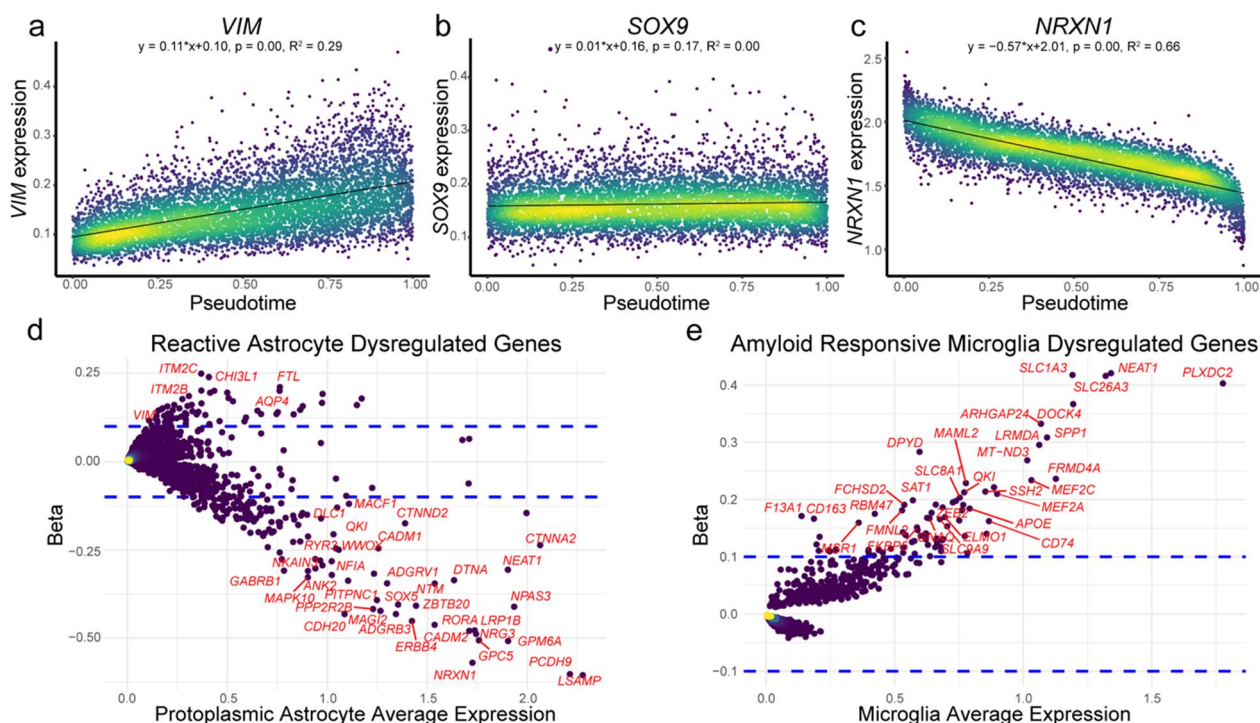 a
VIM
y = 0.11*x+0.10, p = 0.00, R² = 0.29
VIM expression
0.4
0.3
0.2
0.1
0.00
0.25
0.50
0.75
1.00
Pseudotime
b
SOX9
y = 0.01*x+0.16, p = 0.17, R² = 0.00
SOX9 expression
0.4
0.3
0.2
0.1
0.00
0.25
0.50
0.75
1.00
Pseudotime
c
NRXN1
y = −0.57*x+2.01, p = 0.00, R² = 0.66
NRXN1 expression
2.5
2.0
1.5
1.0
0.00
0.25
0.50
0.75
1.00
Pseudotime
d
Reactive Astrocyte Dysregulated Genes
Beta
0.25
0.00
−0.25
−0.50
ITM2C
CHI3L1
FTL
ITM2B
AQP4
VIM
MACF1
DLC1
CTNND2
QKI
CADM1
CTNNA2
RYR3
WWOX
NKAIN3
NFIA
ADGRV1
DTNA
NEAT1
GABRB1
ANK2
NTM
MAPK10
PITPNC1
SOX5
ZBTB20
NPAS3
PPP2R2B
MAGI2
RORA
LRP1B
CDH20
ADGRB3
CADM2
NRG3
GPM6A
ERBB4
GPC5
PCDH9
NRXN1
LSAMP
0.0
0.5
1.0
1.5
2.0
Protoplasmic Astrocyte Average Expression
e
Amyloid Responsive Microglia Dysregulated Genes
Beta
0.4
0.3
0.2
0.1
0.0
−0.1
SLC1A3
NEAT1
PLXDC2
SLC26A3
ARHGAP24
DOCK4
MAML2
LRMDA
SPP1
DPYD
MT−ND3
SLC8A1
QKI
FRMD4A
FCHSD2
SAT1
SSH2
MEF2C
F13A1
CD163
RBM47
MEF2A
FMNL2
ZEB2
APOE
MSR1
ELMO1
FKBP5
SLC9A9
CD74
0.0
0.5
1.0
1.5
Microglia Average Expression